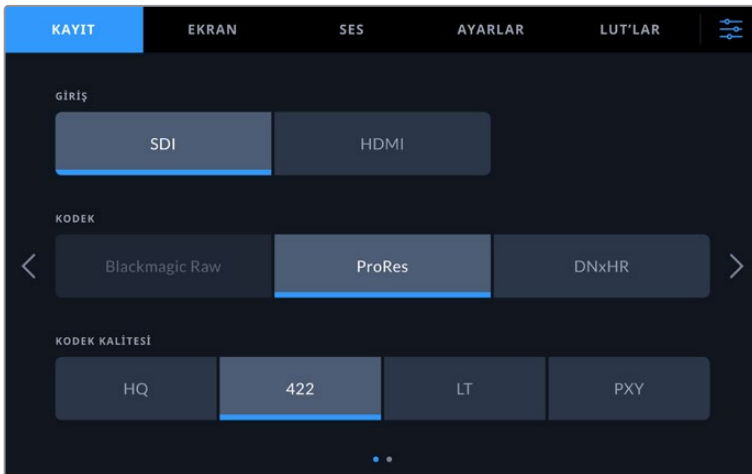 KAYIT EKRAN SES AYARLAR LUT'LAR
GİRİŞ
SDI HDMI
KODEK
Blackmagic Raw ProRes DNxHR
KODEK KALİTESİ
HQ 422 LT PXY